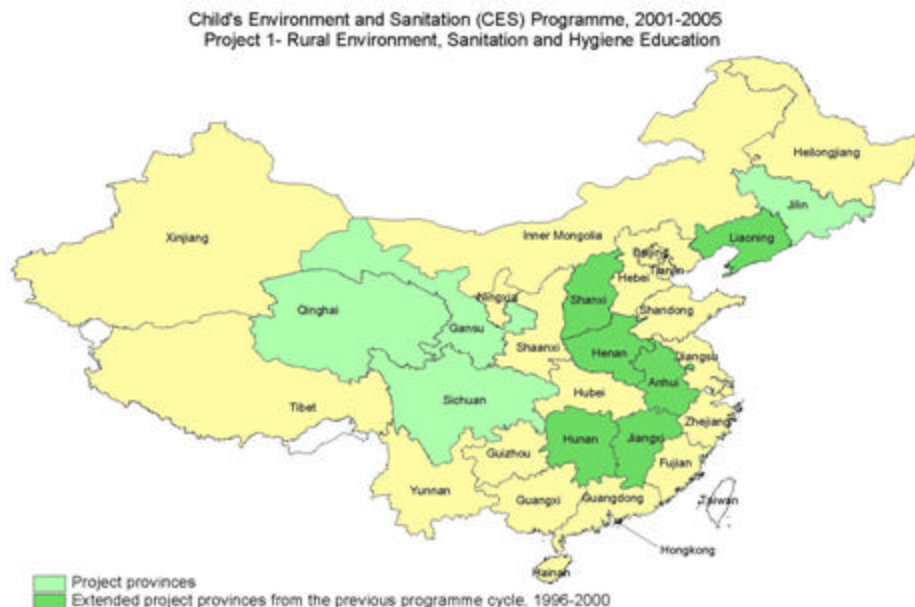 Child's Environment and Sanitation (CES) Programme, 2001-2005
Project 1- Rural Environment, Sanitation and Hygiene Education
Heilongjiang
Jilin
Xinjiang
Inner Mongolia
Liaoning
Beijing
Tianjin
Hebei
Ningxia
Shanxi
Qinghai
Shandong
Gansu
Shaanxi
Henan
Jiangsu
Anhui
Sichuan
Hubei
Tibet
Zhejiang
Hunan
Jiangxi
Guizhou
Fujian
Yunnan
Guangxi
Guangdong
Taiwan
Hongkong
Hainan
Project provinces
Extended project provinces from the previous programme cycle, 1996-2000